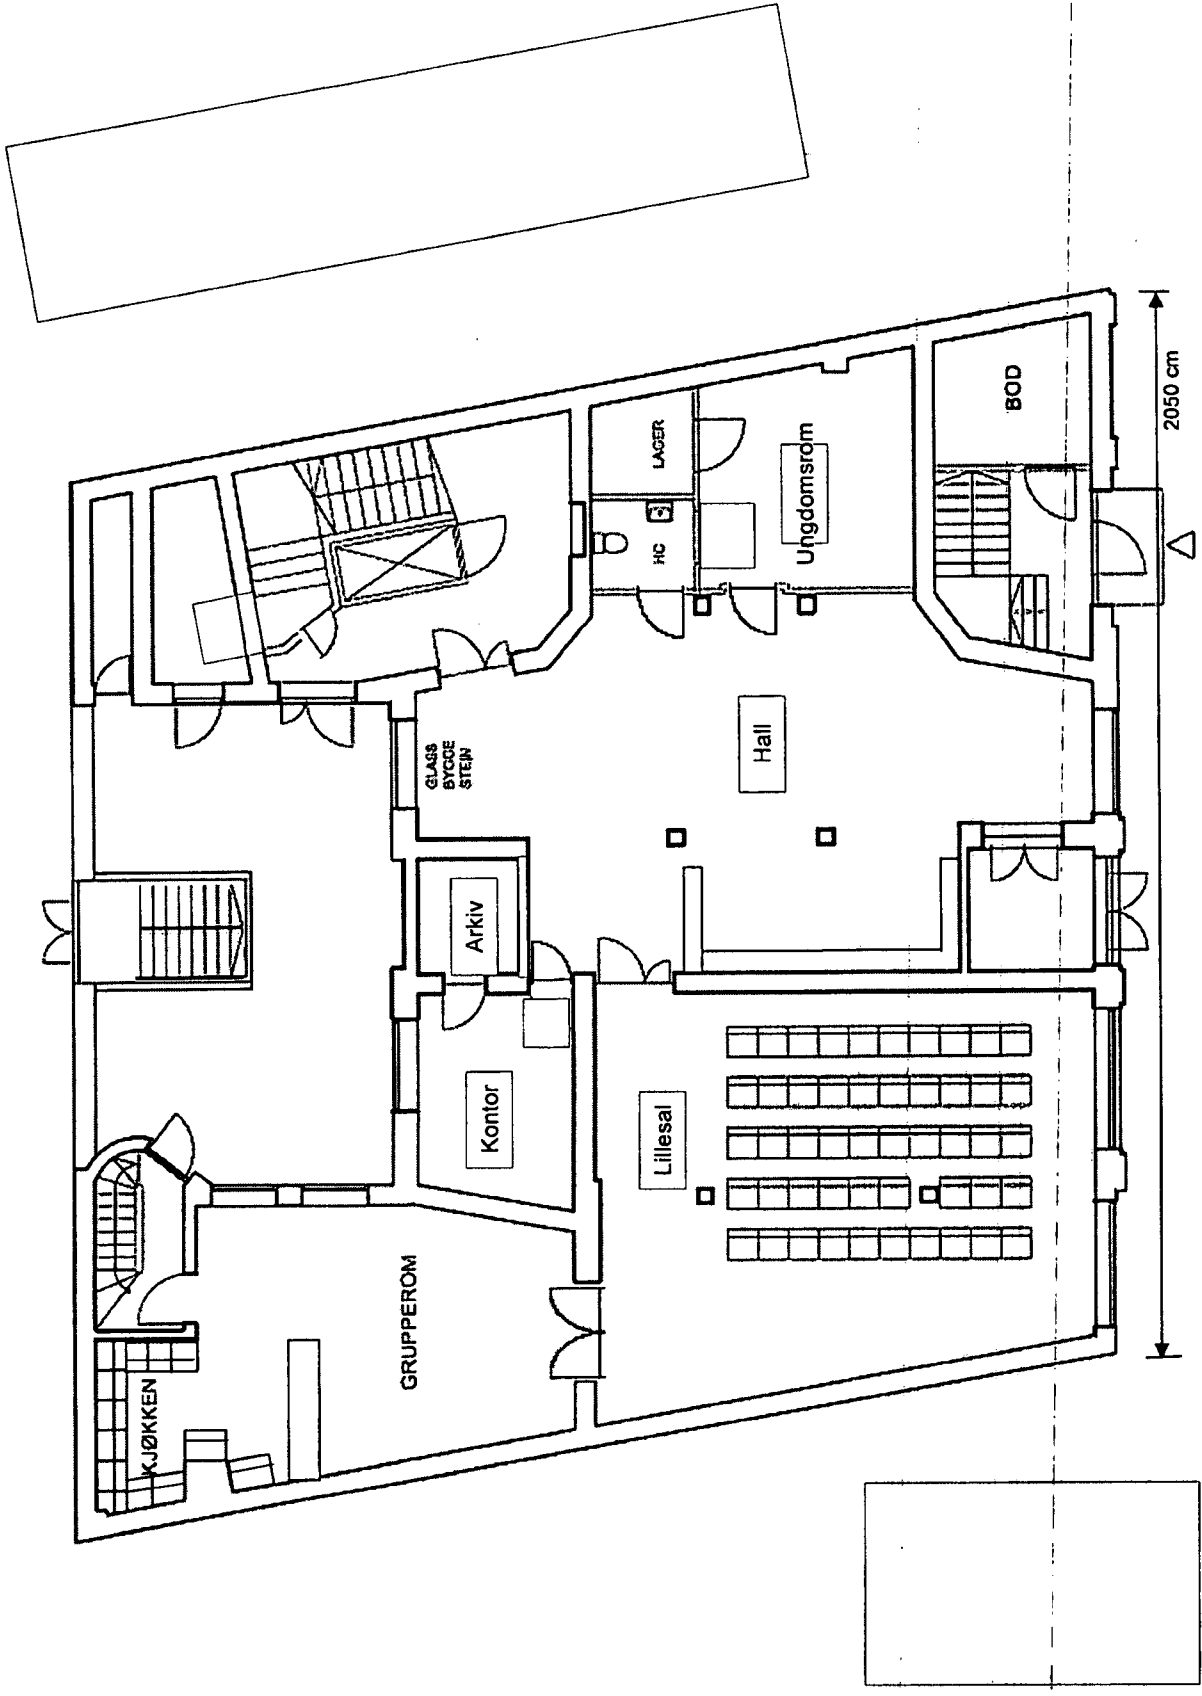 KJØKKEN
GRUPPEROM
Kontor
Arkiv
GLASS
BYGGE
STEIN
Lillesal
Hall
HC
LAGER
Ungdomsrom
BOD
2050 cm